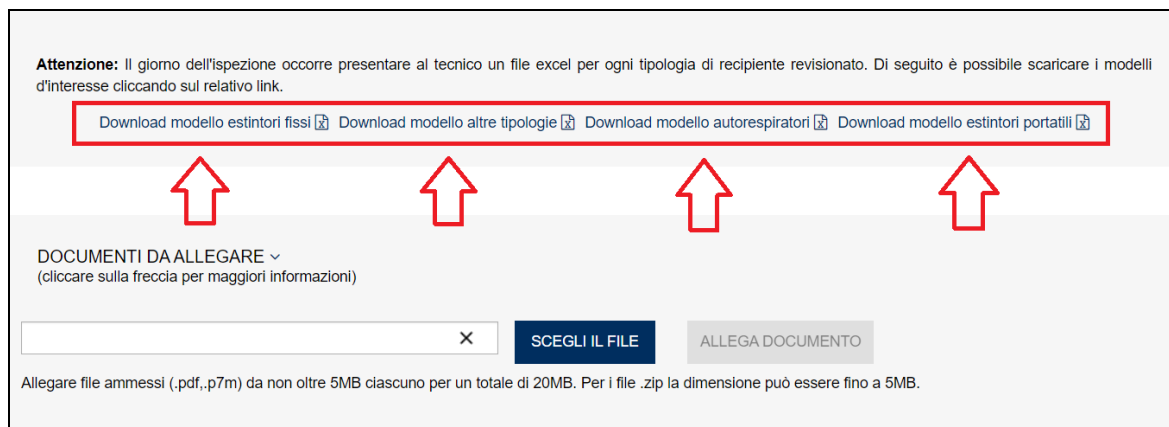 Attenzione: Il giorno dell'ispezione occorre presentare al tecnico un file excel per ogni tipologia di recipiente revisionato. Di seguito è possibile scaricare i modelli
d'interesse cliccando sul relativo link.
Download modello estintori fissi Download modello altre tipologie Download modello autorespiratori Download modello estintori portatili
DOCUMENTI DA ALLEGARE
(cliccare sulla freccia per maggiori informazioni)
SCEGLI IL FILE ALLEGA DOCUMENTO
Allegare file ammessi (.pdf,.p7m) da non oltre 5MB ciascuno per un totale di 20MB. Per i file .zip la dimensione può essere fino a 5MB.